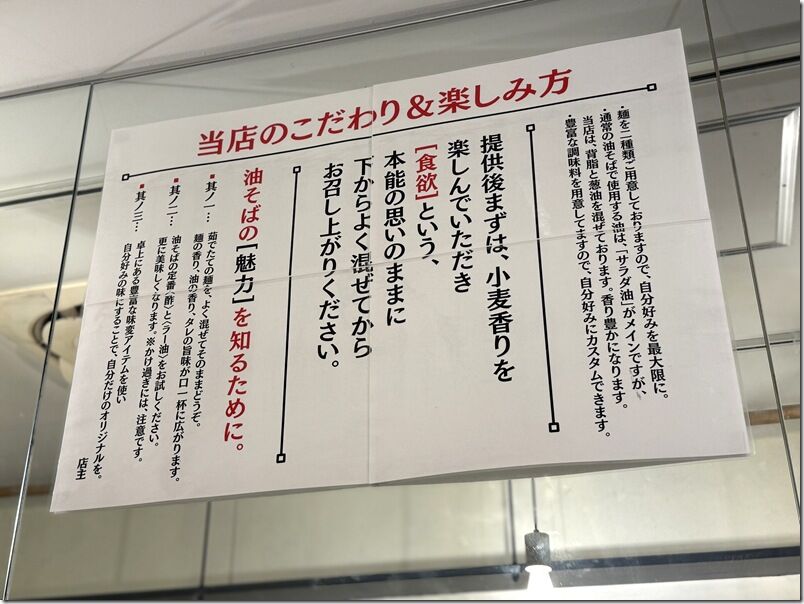 当店のこだわり&楽しみ方
・麺を二種類ご用意しておりますので、自分好みを最大限に。
・通常の油そばで使用する油は、「サラダ油」がメインですが、
当店は、背脂と葱油を混ぜております。香り豊かになります。
・豊富な調味料を用意してますので、自分好みにカスタムできます。
提供後まずは、小麦香りを
楽しんでいただき
[食欲]という、
本能の思いのままに
下からよく混ぜてから
お召し上がりください。
油そばの[魅力]を知るために。
・其ノ一… 茹でたての麺を、よく混ぜてそのままどうぞ。
麺の香り、油の香り、タレの旨味が口一杯に広がります。
・其ノ二… 油そばの定番〈酢〉と〈ラー油〉をお試しください。
更に美味しくなります。※かけ過ぎには、注意です。
・其ノ三… 卓上にある豊富な味変アイテムを使い
自分好みの味にすることで、自分だけのオリジナルを。
店主